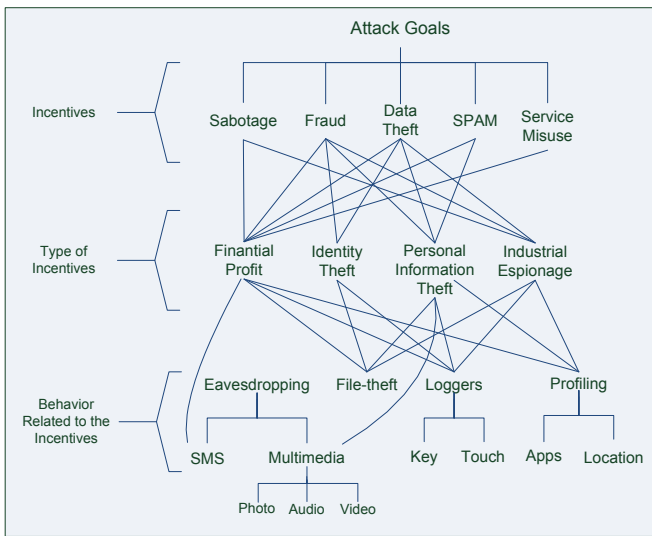 Attack Goals
Incentives
Sabotage
Fraud
Data
Theft
SPAM
Service
Misuse
Type of
Incentives
Finantial
Profit
Identity
Theft
Personal
Information
Theft
Industrial
Espionage
Behavior
Related to the
Incentives
Eavesdropping
File-theft
Loggers
Profiling
SMS
Multimedia
Key
Touch
Apps
Location
Photo
Audio
Video